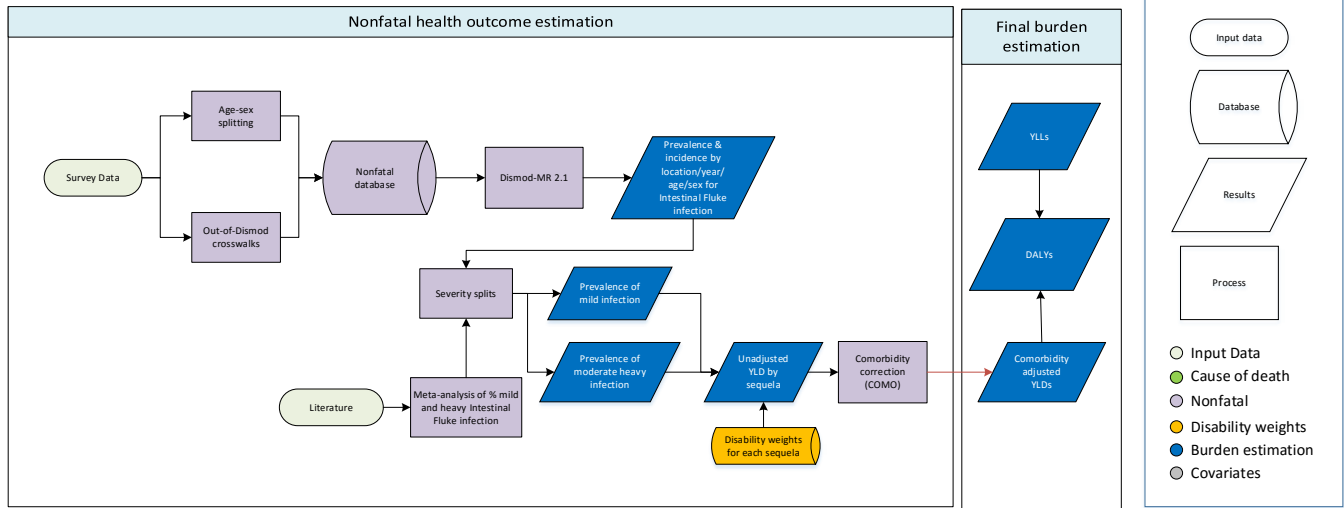 Nonfatal health outcome estimation
Final burden
estimation
Survey Data
Age-sex
splitting
Out-of-Dismod
crosswalks
Nonfatal
database
Dismod-MR 2.1
Prevalence &
incidence by
location/year/
age/sex for
Intestinal Fluke
infection
Severity splits
Prevalence of
mild infection
Prevalence of
moderate heavy
infection
Literature
Meta-analysis of % mild
and heavy Intestinal
Fluke infection
Unadjusted
YLD by
sequela
Disability weights
for each sequela
Comorbidity
correction
(COMO)
YLLs
DALYs
Comorbidity
adjusted
YLDs
Input data
Database
Results
Process
Input Data
Cause of death
Nonfatal
Disability weights
Burden estimation
Covariates